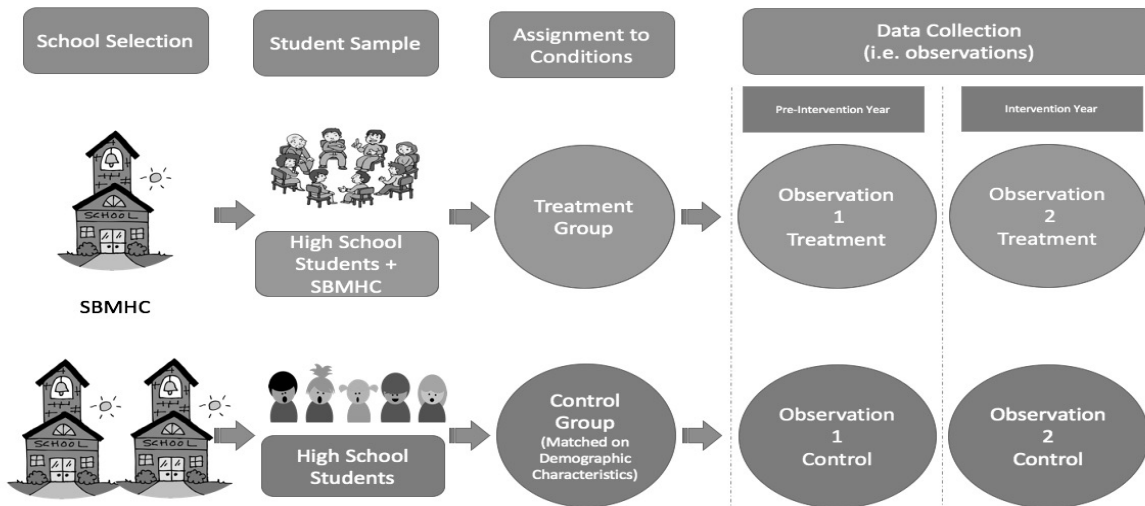 School Selection
Student Sample
Assignment to
Conditions
Data Collection
(i.e. observations)
Pre-Intervention Year
Intervention Year
SCHOOL
High School
Students +
SBMHC
Treatment
Group
Observation
1
Treatment
Observation
2
Treatment
SBMHC
SCHOOL
SCHOOL
High School
Students
Control
Group
(Matched on
Demographic
Characteristics)
Observation
1
Control
Observation
2
Control